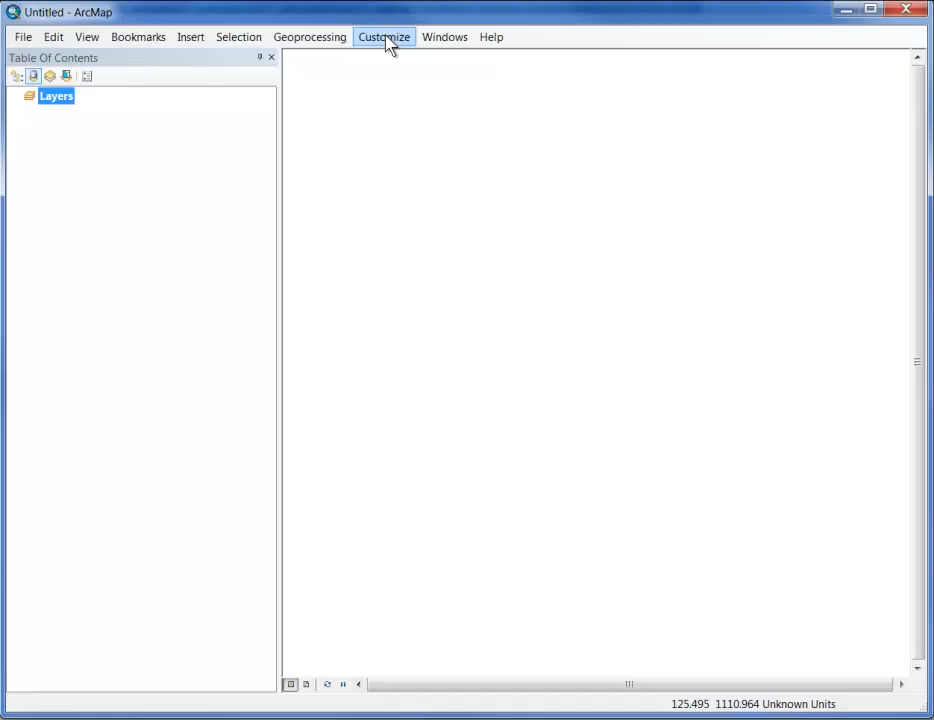 Untitled - ArcMap
File Edit View Bookmarks Insert Selection Geoprocessing Customize Windows Help
Table Of Contents
Layers
125.495 1110.964 Unknown Units